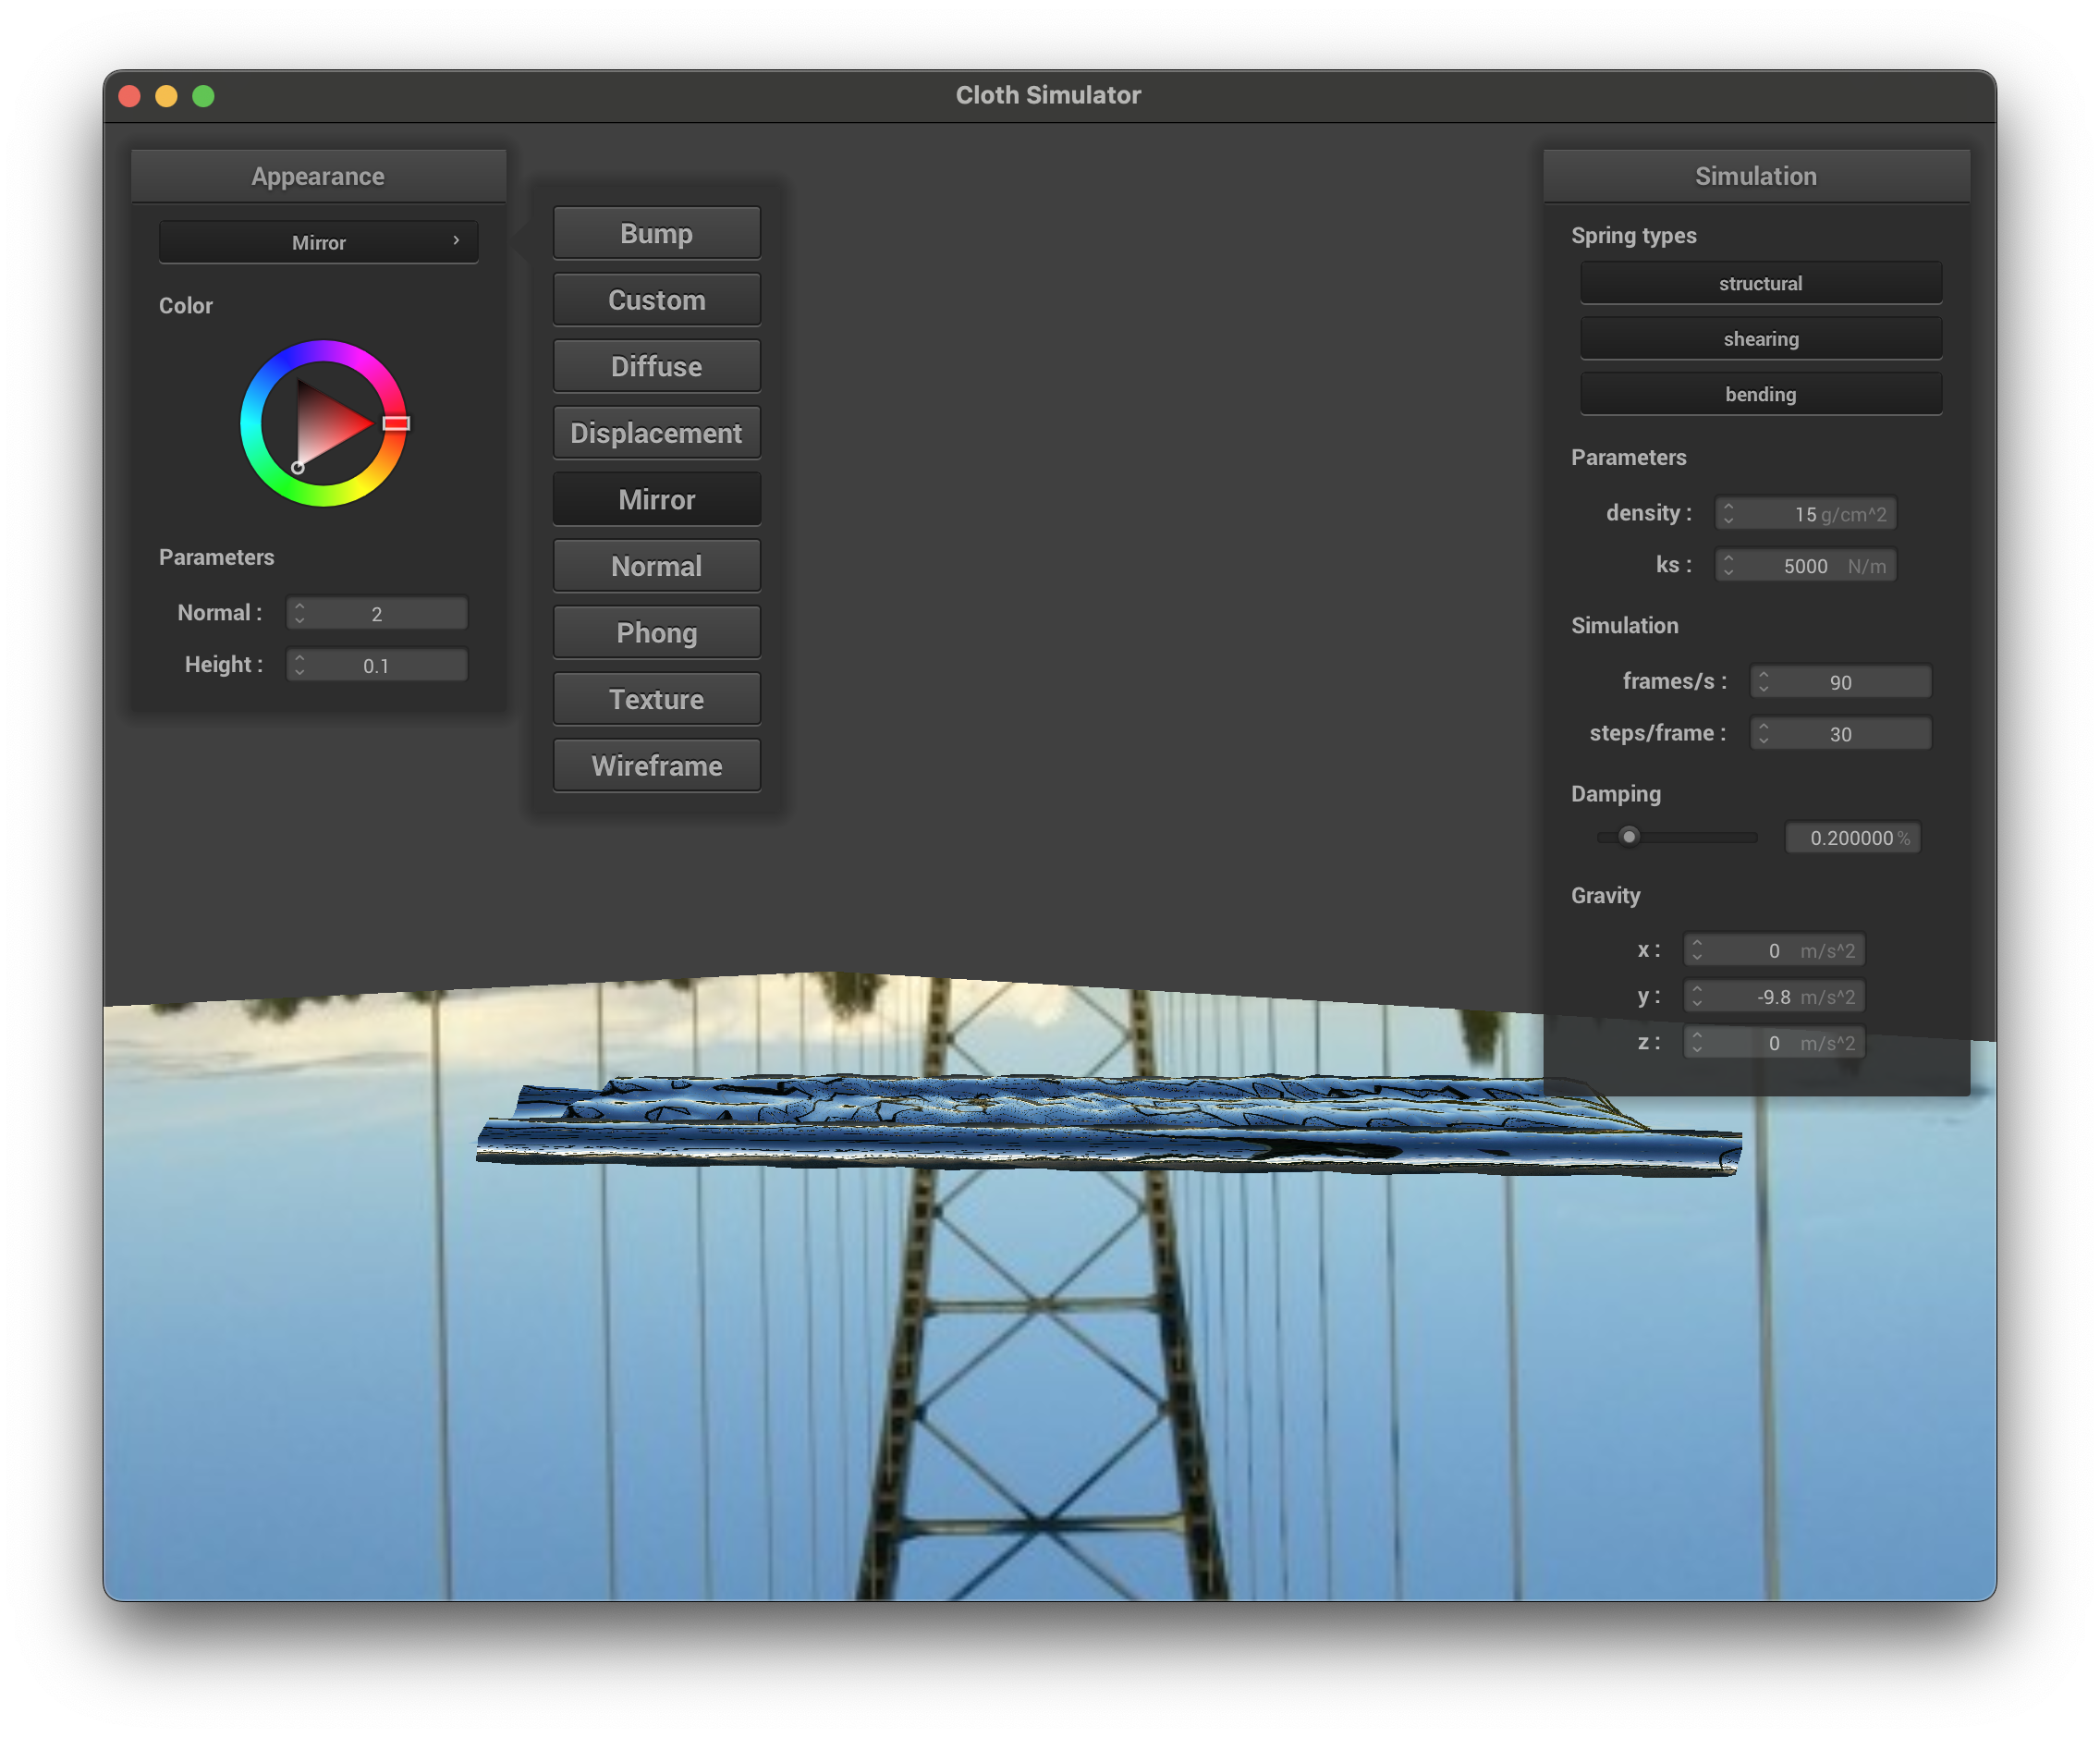 Cloth Simulator
Appearance
Mirror
Color
Parameters
Normal : 2
Height : 0.1
Bump
Custom
Diffuse
Displacement
Mirror
Normal
Phong
Texture
Wireframe
Simulation
Spring types
structural
shearing
bending
Parameters
density : 15 g/cm^2
ks : 5000 N/m
Simulation
frames/s : 90
steps/frame : 30
Damping
0.200000 %
Gravity
x : 0 m/s^2
y : -9.8 m/s^2
z : 0 m/s^2